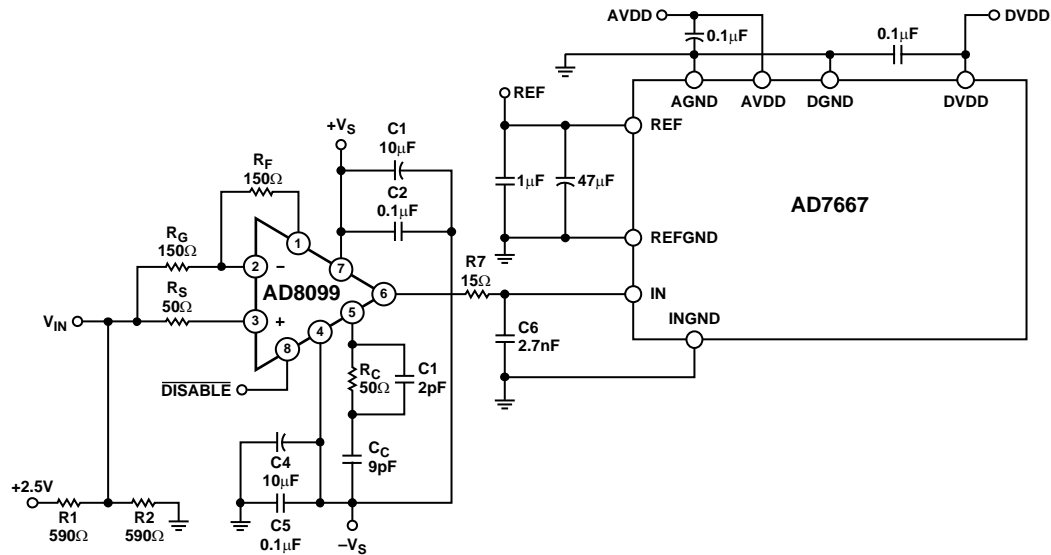 AVDD
DVDD
0.1μF
0.1μF
AGND
AVDD
DGND
DVDD
REF
REF
+VS
C1
10μF
C2
0.1μF
1μF
47μF
AD7667
RF
150Ω
REFGND
RG
150Ω
1
2
−
7
R7
15Ω
AD8099
6
IN
RS
50Ω
VIN
3
+
5
4
8
INGND
C6
2.7nF
DISABLE
RC
50Ω
C1
2pF
CC
9pF
C4
10μF
+2.5V
R1
590Ω
R2
590Ω
C5
0.1μF
−VS